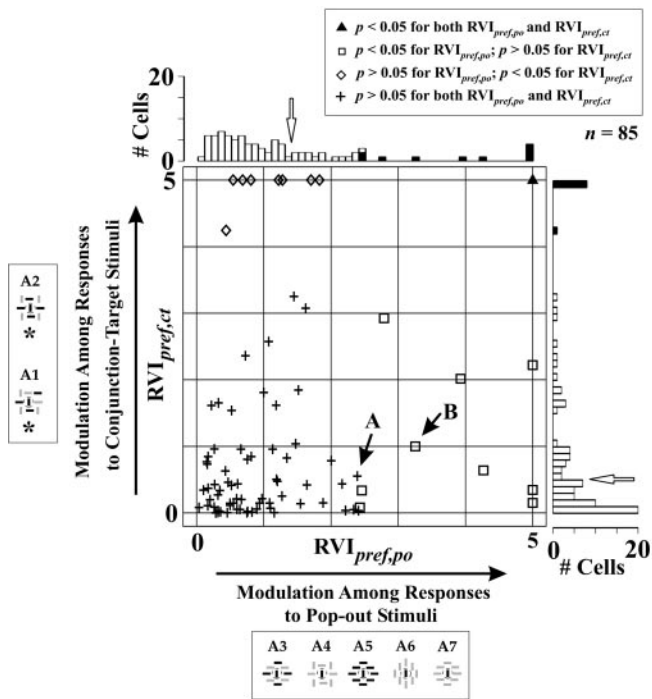 ▲ p < 0.05 for both RVIpref,po and RVIpref,ct
□ p < 0.05 for RVIpref,po; p > 0.05 for RVIpref,ct
◇ p > 0.05 for RVIpref,po; p < 0.05 for RVIpref,ct
+ p > 0.05 for both RVIpref,po and RVIpref,ct
20
# Cells
0
n = 85
5
A2
*
A1
*
Modulation Among Responses
to Conjunction-Target Stimuli
RVIpref,ct
A
B
0
0
RVIpref,po
5
0
20
# Cells
Modulation Among Responses
to Pop-out Stimuli
A3 A4 A5 A6 A7